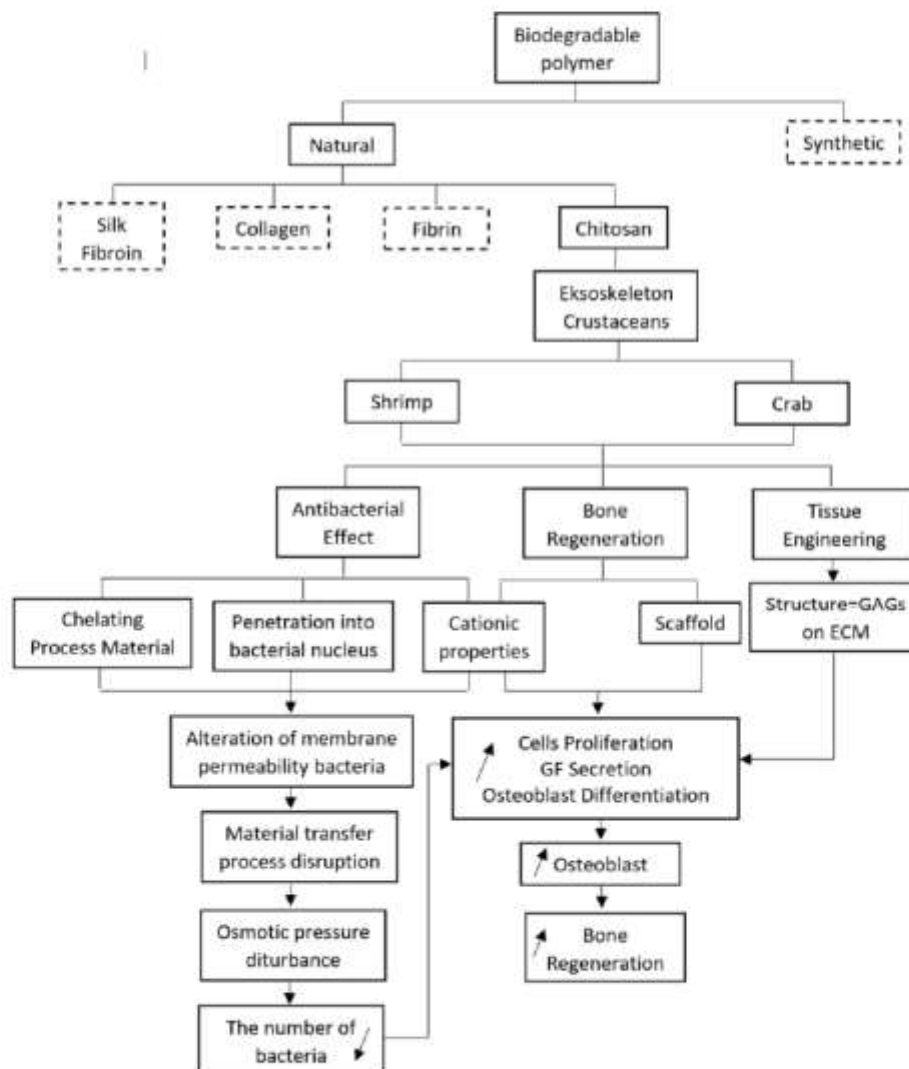 Biodegradable
polymer
Natural
Synthetic
Silk
Fibroin
Collagen
Fibrin
Chitosan
Eksoskeleton
Crustaceans
Shrimp
Crab
Antibacterial
Effect
Bone
Regeneration
Tissue
Engineering
Chelating
Process Material
Penetration into
bacterial nucleus
Cationic
properties
Scaffold
Structure=GAGs
on ECM
Alteration of membrane
permeability bacteria
Cells Proliferation
GF Secretion
Osteoblast Differentiation
Material transfer
process disruption
Osteoblast
Osmotic pressure
diturbance
Bone
Regeneration
The number of
bacteria